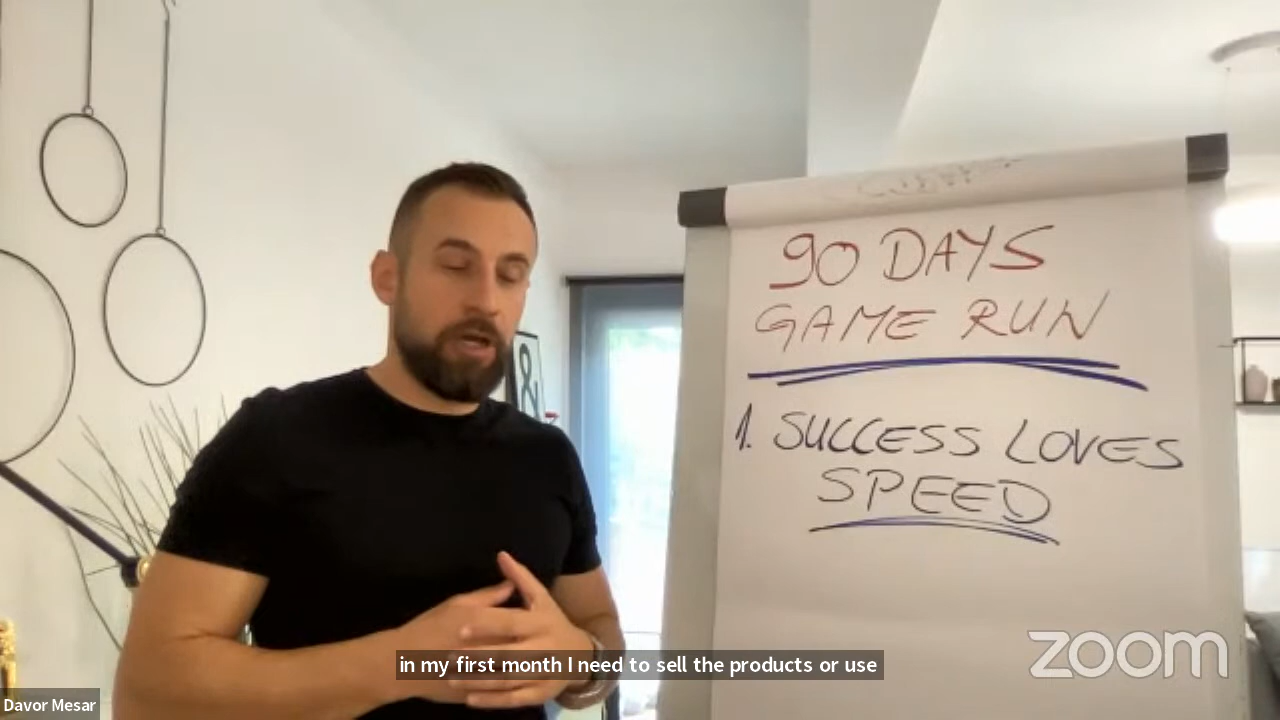 90 DAYS
GAME RUN
1. SUCCESS LOVES
SPEED
zoom
in my first month I need to sell the products or use
Davor Mesar